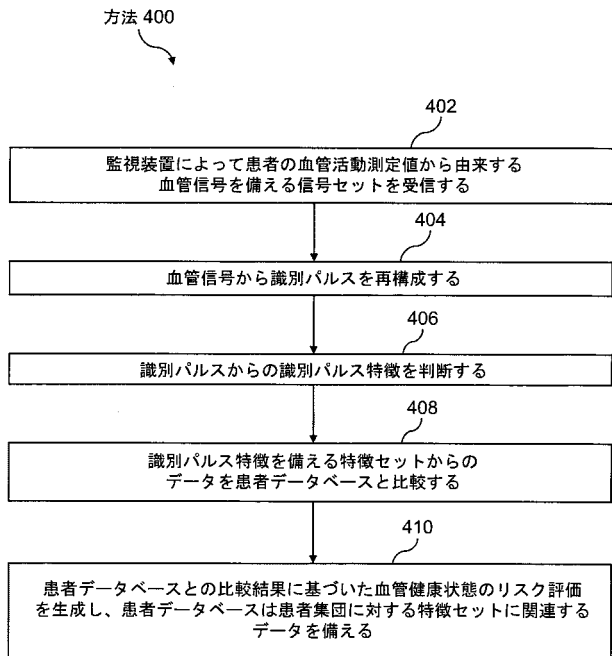 方法 400
402
監視装置によって患者の血管活動測定値から由来する
血管信号を備える信号セットを受信する
404
血管信号から識別パルスを再構成する
406
識別パルスからの識別パルス特徴を判断する
408
識別パルス特徴を備える特徴セットからの
データを患者データベースと比較する
410
患者データベースとの比較結果に基づいた血管健康状態のリスク評価
を生成し、患者データベースは患者集団に対する特徴セットに関連する
データを備える